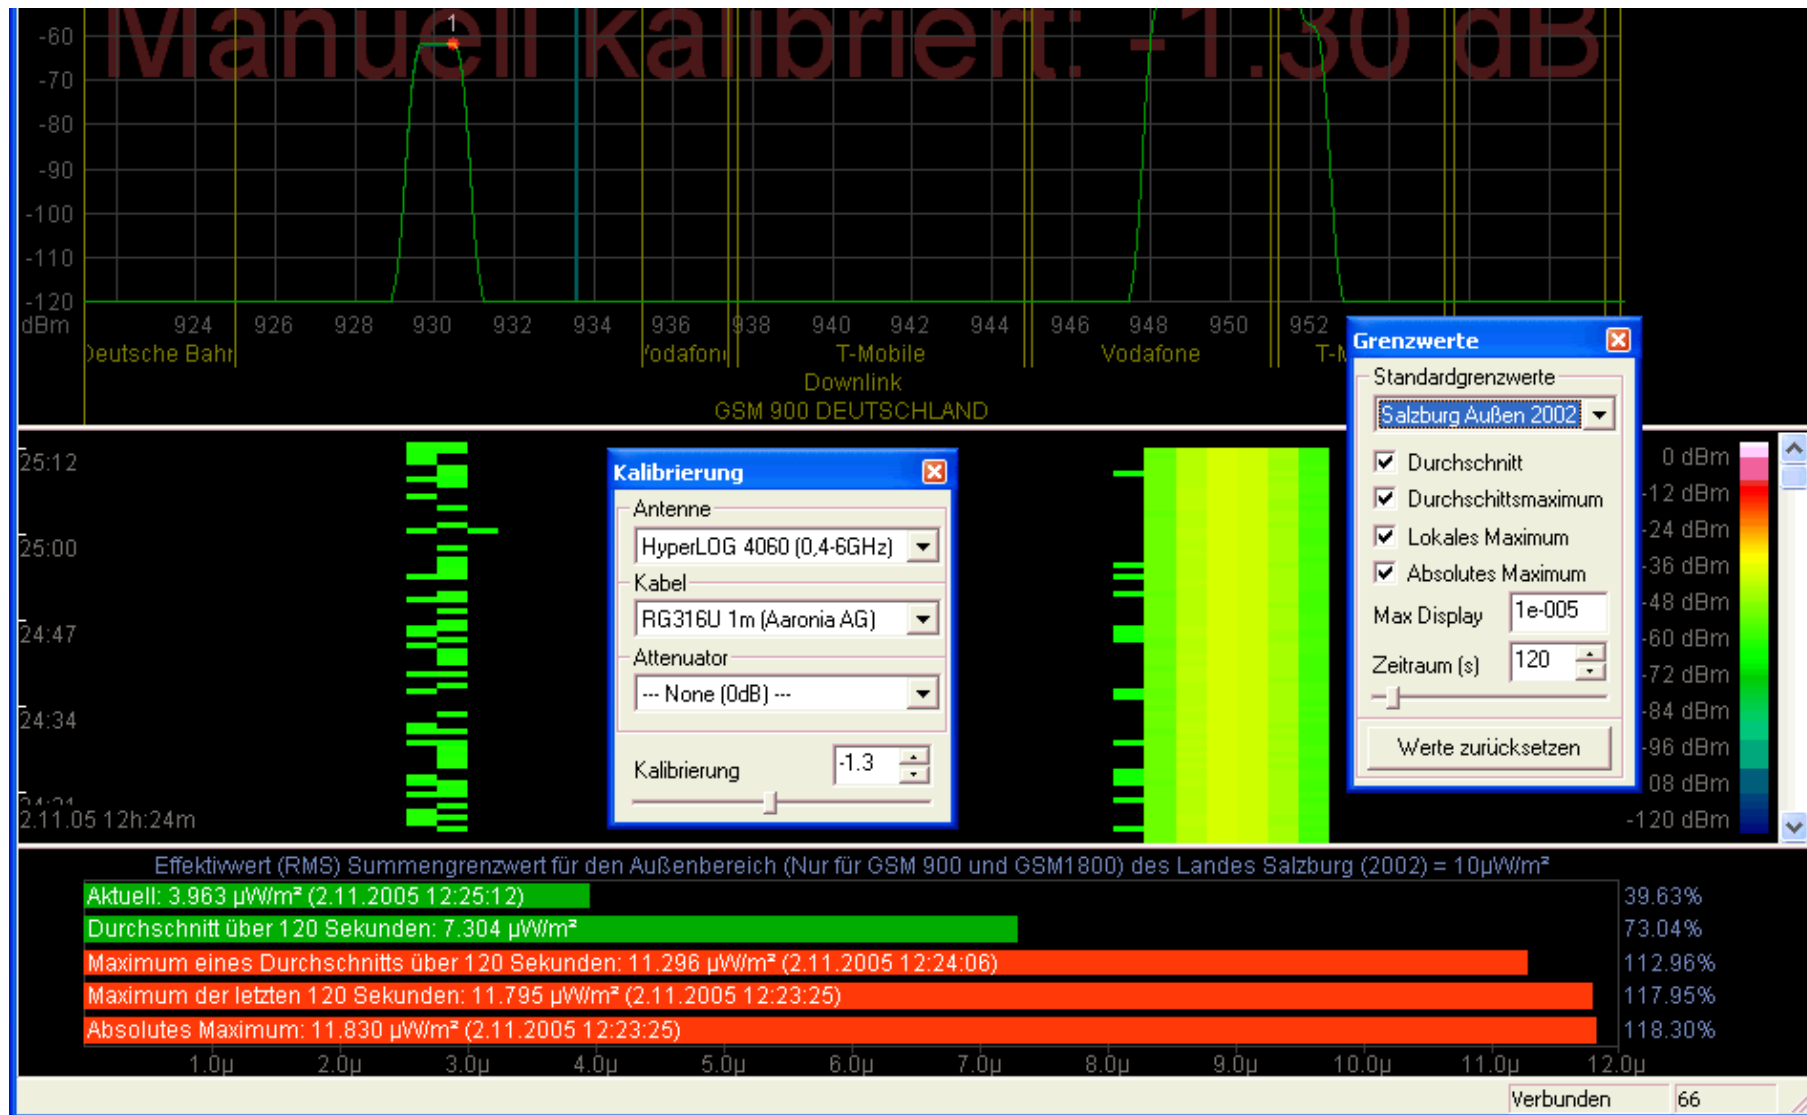 Manuell kalibriert: -1.30 dB
1
-60
-70
-80
-90
-100
-110
-120
dBm
924 926 928 930 932 934 936 938 940 942 944 946 948 950 952
Deutsche Bahn Vodafone T-Mobile Vodafone T-M
Downlink
GSM 900 DEUTSCHLAND
Grenzwerte
Standardgrenzwerte
Salzburg Außen 2002
Durchschnitt
Durchschittsmaximum
Lokales Maximum
Absolutes Maximum
Max Display 1e-005
Zeitraum (s) 120
Werte zurücksetzen
Kalibrierung
Antenne
HyperLOG 4060 (0,4-6GHz)
Kabel
RG316U 1m (Aaronia AG)
Attenuator
--- None (0dB) ---
Kalibrierung -1.3
25:12
25:00
24:47
24:34
24:21
2.11.05 12h:24m
0 dBm
-12 dBm
-24 dBm
-36 dBm
-48 dBm
-60 dBm
-72 dBm
-84 dBm
-96 dBm
08 dBm
-120 dBm
Effektivwert (RMS) Summengrenzwert für den Außenbereich (Nur für GSM 900 und GSM1800) des Landes Salzburg (2002) = 10µW/m²
Aktuell: 3.963 µW/m² (2.11.2005 12:25:12) 39.63%
Durchschnitt über 120 Sekunden: 7.304 µW/m² 73.04%
Maximum eines Durchschnitts über 120 Sekunden: 11.296 µW/m² (2.11.2005 12:24:06) 112.96%
Maximum der letzten 120 Sekunden: 11.795 µW/m² (2.11.2005 12:23:25) 117.95%
Absolutes Maximum: 11.830 µW/m² (2.11.2005 12:23:25) 118.30%
1.0µ 2.0µ 3.0µ 4.0µ 5.0µ 6.0µ 7.0µ 8.0µ 9.0µ 10.0µ 11.0µ 12.0µ
Verbunden 66